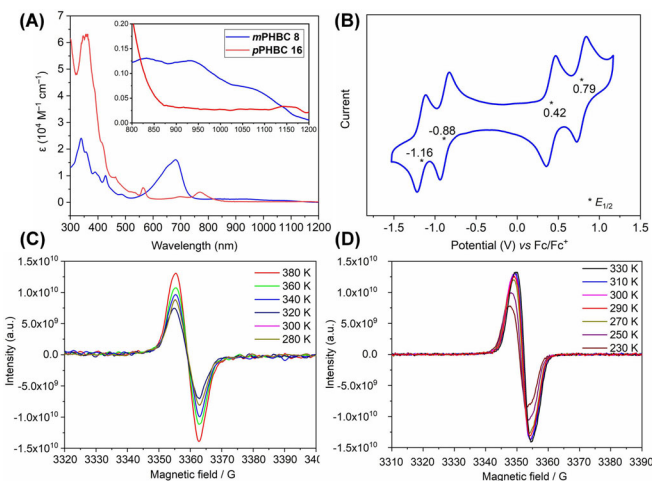 (A)
mPHBC 8
pPHBC 16
0.20
0.15
0.10
0.05
0.00
800 850 900 950 1000 1050 1100 1150 1200
6
5
4
3
2
1
0
ε (10⁴ M⁻¹ cm⁻¹)
300 400 500 600 700 800 900 1000 1100 1200
Wavelength (nm)
(B)
Current
* 0.79
* 0.42
-0.88 *
-1.16 *
* E1/2
-1.5 -1.0 -0.5 0.0 0.5 1.0 1.5
Potential (V) vs Fc/Fc⁺
(C)
1.5x10¹⁰
1.0x10¹⁰
5.0x10⁹
0.0
-5.0x10⁹
-1.0x10¹⁰
-1.5x10¹⁰
Intensity (a.u.)
380 K
360 K
340 K
320 K
300 K
280 K
3320 3330 3340 3350 3360 3370 3380 3390 340
Magnetic field / G
(D)
1.5x10¹⁰
1.0x10¹⁰
5.0x10⁹
0.0
-5.0x10⁹
-1.0x10¹⁰
-1.5x10¹⁰
Intensity (a.u.)
330 K
310 K
300 K
290 K
270 K
250 K
230 K
3310 3320 3330 3340 3350 3360 3370 3380 3390
Magnetic field / G